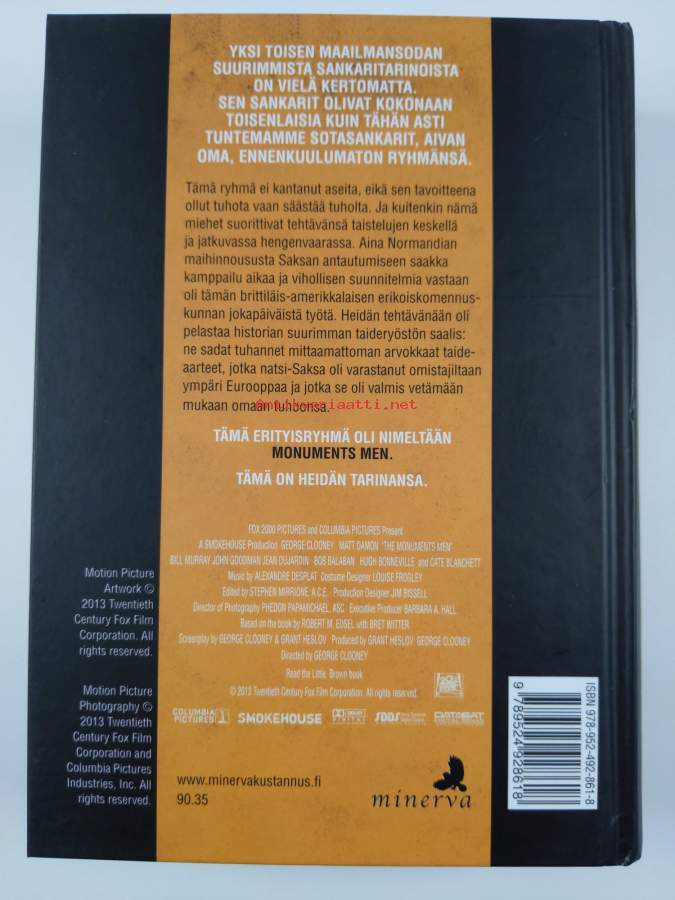 YKSI TOISEN MAAILMANSODAN
SUURIMMISTA SANKARITARINOISTA
ON VIELÄ KERTOMATTA.
SEN SANKARIT OLIVAT KOKONAAN
TOISENLAISIA KUIN TÄHÄN ASTI
TUNTEMAMME SOTASANKARIT, AIVAN
OMA, ENNENKUULUMATON RYHMÄNSÄ.
Tämä ryhmä ei kantanut aseita, eikä sen tavoitteena
ollut tuhota vaan säästää tuholta. Ja kuitenkin nämä
miehet suorittivat tehtävänsä taistelujen keskellä
ja jatkuvassa hengenvaarassa. Aina Normandian
maihinnoususta Saksan antautumiseen saakka
kamppailu aikaa ja vihollisen suunnitelmia vastaan
oli tämän brittiläis-amerikkalaisen erikoiskomennus-
kunnan jokapäiväistä työtä. Heidän tehtävänään oli
pelastaa historian suurimman taideryöstön saalis:
ne sadat tuhannet mittaamattoman arvokkaat taide-
aarteet, jotka natsi-Saksa oli varastanut omistajiltaan
ympäri Eurooppaa ja jotka se oli valmis vetämään
mukaan omaan tuhoonsa.
Antikvariaatti.net
TÄMÄ ERITYISRYHMÄ OLI NIMELTÄÄN
MONUMENTS MEN.
TÄMÄ ON HEIDÄN TARINANSA.
FOX 2000 PICTURES and COLUMBIA PICTURES Present
A SMOKEHOUSE Production GEORGE CLOONEY MATT DAMON "THE MONUMENTS MEN"
BILL MURRAY JOHN GOODMAN JEAN DUJARDIN BOB BALABAN HUGH BONNEVILLE and CATE BLANCHETT
Music by ALEXANDRE DESPLAT Costume Designer LOUISE FROGLEY
Edited by STEPHEN MIRRIONE, A.C.E. Production Designer JIM BISSELL
Director of Photography PHEDON PAPAMICHAEL, ASC Executive Producer BARBARA A. HALL
Based on the book by ROBERT M. EDSEL with BRET WITTER
Screenplay by GEORGE CLOONEY & GRANT HESLOV Produced by GRANT HESLOV GEORGE CLOONEY
Directed by GEORGE CLOONEY
Read the Little, Brown book
© 2013 Twentieth Century Fox Film Corporation. All rights reserved.
COLUMBIA
PICTURES
SMOKEHOUSE
DOLBY
DIGITAL
SDDS
DATASAT
www.minervakustannus.fi
90.35
minerva
Motion Picture
Artwork ©
2013 Twentieth
Century Fox Film
Corporation. All
rights reserved.
Motion Picture
Photography ©
2013 Twentieth
Century Fox Film
Corporation and
Columbia Pictures
Industries, Inc. All
rights reserved.
ISBN 978-952-492-861-8
9 789524 928618